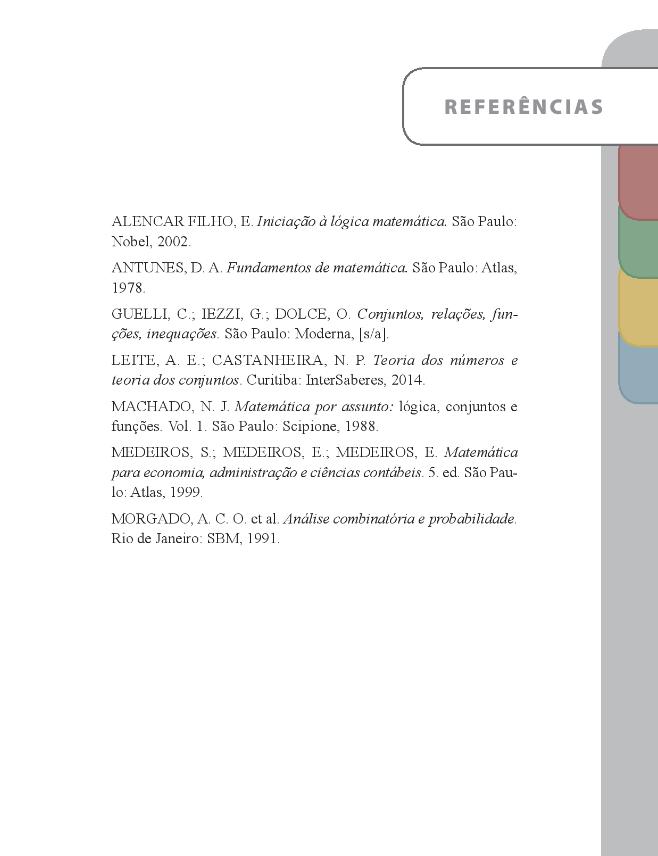 REFERÊNCIAS
ALENCAR FILHO, E. Iniciação à lógica matemática. São Paulo:
Nobel, 2002.
ANTUNES, D. A. Fundamentos de matemática. São Paulo: Atlas,
1978.
GUELLI, C.; IEZZI, G.; DOLCE, O. Conjuntos, relações, fun-
ções, inequações. São Paulo: Moderna, [s/a].
LEITE, A. E.; CASTANHEIRA, N. P. Teoria dos números e
teoria dos conjuntos. Curitiba: InterSaberes, 2014.
MACHADO, N. J. Matemática por assunto: lógica, conjuntos e
funções. Vol. 1. São Paulo: Scipione, 1988.
MEDEIROS, S.; MEDEIROS, E.; MEDEIROS, E. Matemática
para economia, administração e ciências contábeis. 5. ed. São Pau-
lo: Atlas, 1999.
MORGADO, A. C. O. et al. Análise combinatória e probabilidade.
Rio de Janeiro: SBM, 1991.